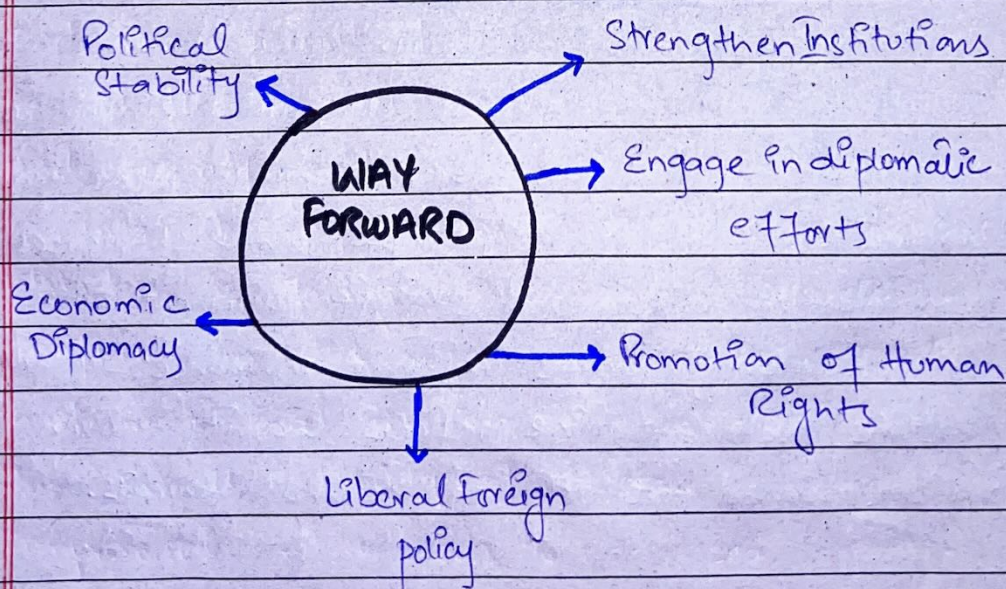 Political
Stability
Strengthen Institutions
WAY
FORWARD
Engage in diplomatic
efforts
Economic
Diplomacy
Promotion of Human
Rights
Liberal Foreign
policy